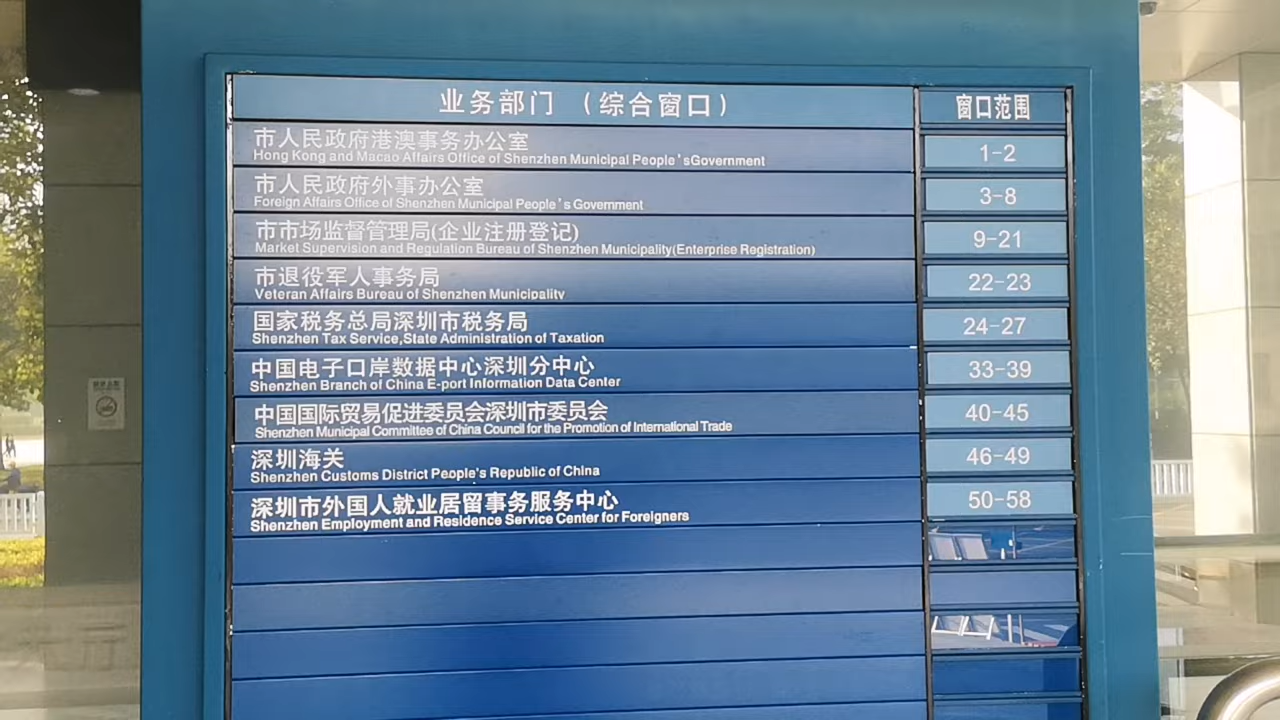 业务部门 （综合窗口）
窗口范围
市人民政府港澳事务办公室
Hong Kong and Macao Affairs Office of Shenzhen Municipal People'sGovernment
1-2
市人民政府外事办公室
Foreign Affairs Office of Shenzhen Municipal People's Government
3-8
市市场监督管理局(企业注册登记)
Market Supervision and Regulation Bureau of Shenzhen Municipality(Enterprise Registration)
9-21
市退役军人事务局
Veteran Affairs Bureau of Shenzhen Municipality
22-23
国家税务总局深圳市税务局
Shenzhen Tax Service,State Administration of Taxation
24-27
中国电子口岸数据中心深圳分中心
Shenzhen Branch of China E-port Information Data Center
33-39
中国国际贸易促进委员会深圳市委员会
Shenzhen Municipal Committee of China Council for the Promotion of International Trade
40-45
深圳海关
Shenzhen Customs District People's Republic of China
46-49
深圳市外国人就业居留事务服务中心
Shenzhen Employment and Residence Service Center for Foreigners
50-58